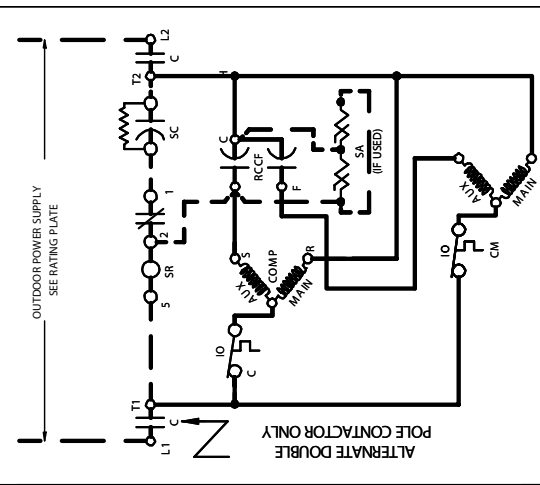 OUTDOOR POWER SUPPLY
SEE RATING PLATE
L1
C
T1
5
SR
2
1
SC
T2
C
L2
ALTERNATE DOUBLE
POLE CONTACTOR ONLY
C
IO
AUX
S
COMP
MAIN
R
RCCF
C
H
F
SA
(IF USED)
IO
CM
AUX
MAIN